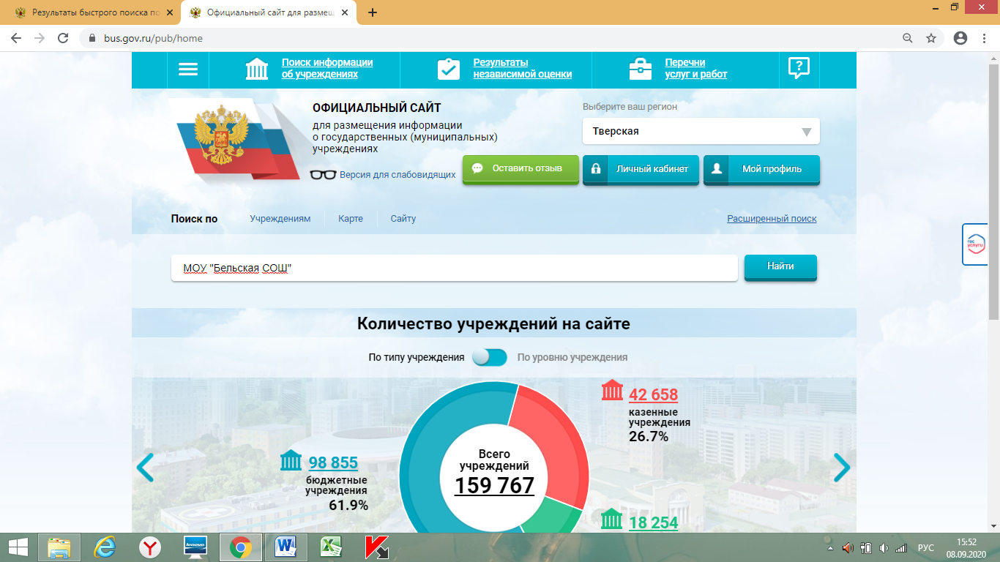 Результаты быстрого поиска по
Официальный сайт для размещ
bus.gov.ru/pub/home
Поиск информации
об учреждениях
Результаты
независимой оценки
Перечни
услуг и работ
ОФИЦИАЛЬНЫЙ САЙТ
для размещения информации
о государственных (муниципальных)
учреждениях
Версия для слабовидящих
Выберите ваш регион
Тверская
Оставить отзыв
Личный кабинет
Мой профиль
Поиск по
Учреждениям
Карте
Сайту
Расширенный поиск
гос
услуги
МОУ "Бельская СОШ"
Найти
Количество учреждений на сайте
По типу учреждения
По уровню учреждения
42 658
казенные
учреждения
26.7%
98 855
бюджетные
учреждения
61.9%
Всего
учреждений
159 767
18 254
lenovo
РУС
15:52
08.09.2020